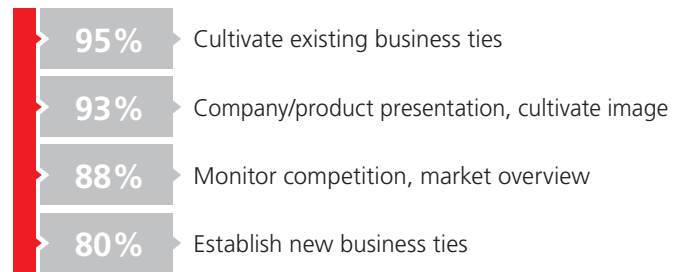 95% Cultivate existing business ties
93% Company/product presentation, cultivate image
88% Monitor competition, market overview
80% Establish new business ties